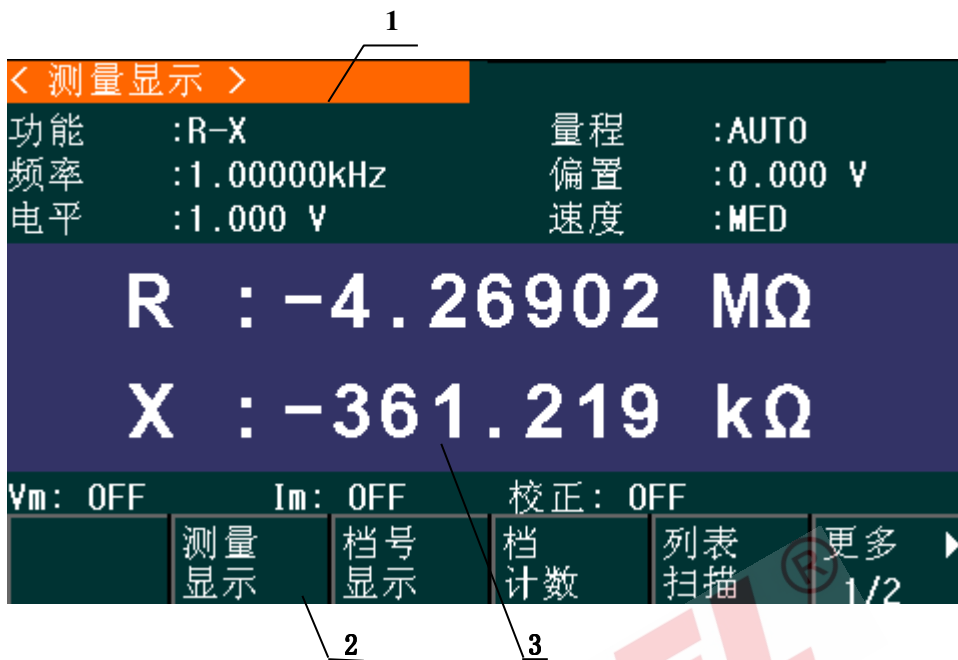 1
< 测量显示 >
功能 :R-X 量程 :AUTO
频率 :1.00000kHz 偏置 :0.000 V
电平 :1.000 V 速度 :MED
R :-4.26902 MΩ
X :-361.219 kΩ
Vm: OFF Im: OFF 校正: OFF
测量 档号 档 列表 更多
显示 显示 计数 扫描 1/2
®
2 3